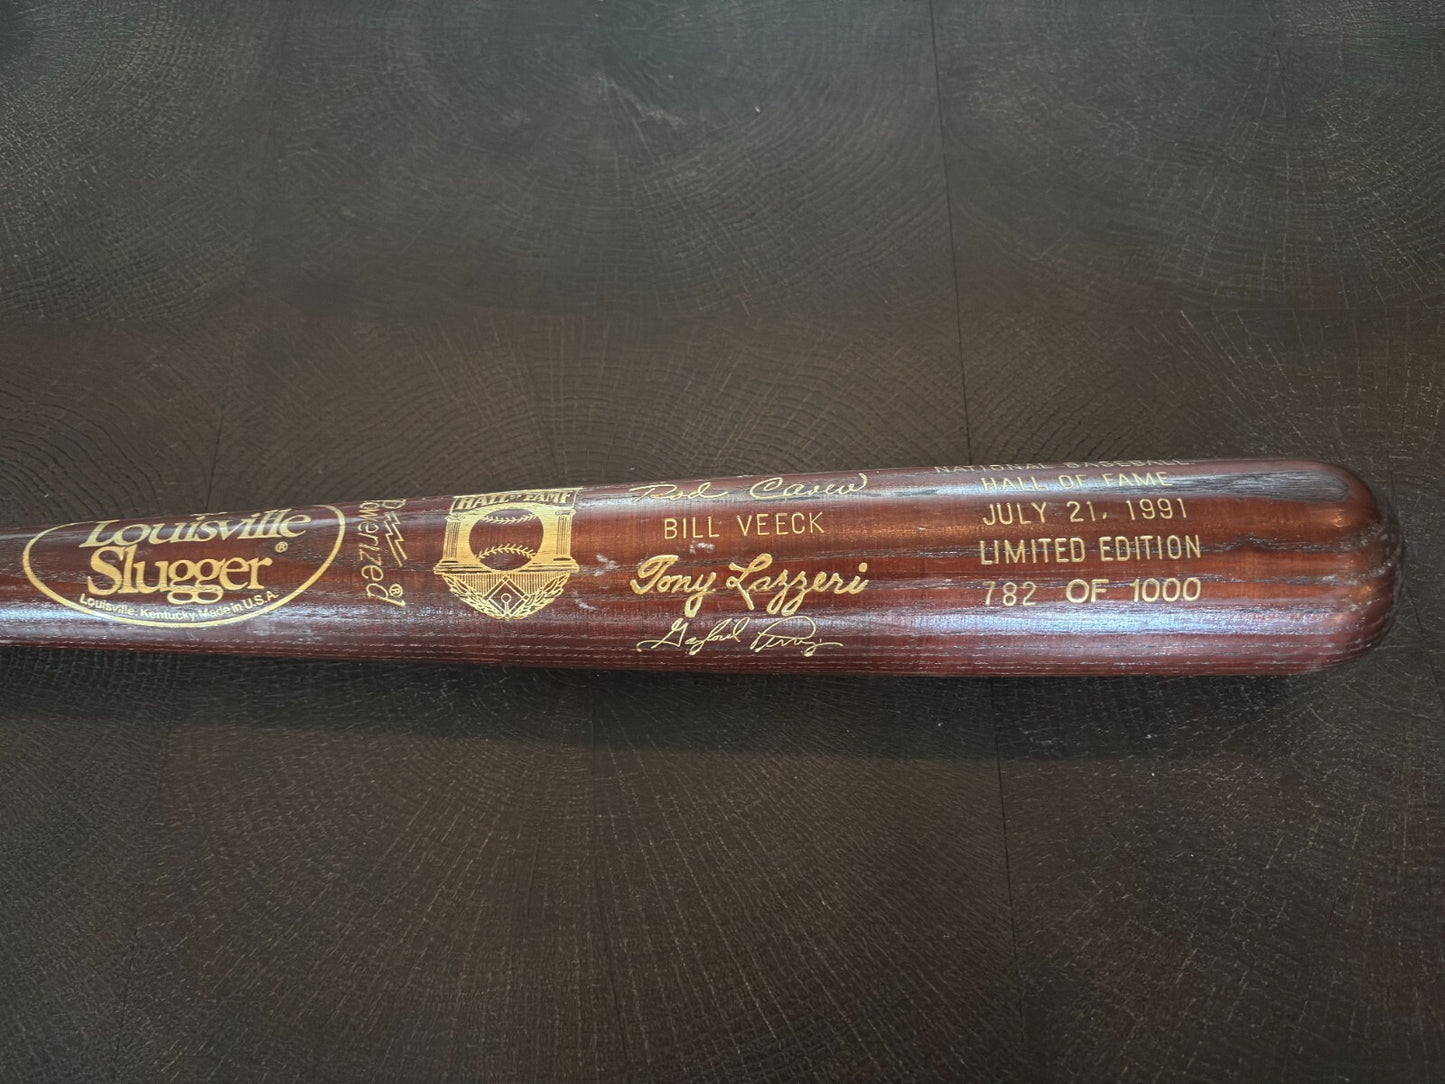 Louisville
Slugger®
Louisville, Kentucky Made in U.S.A.
Powerized®
HALL OF FAME
Rod Carew
BILL VEECK
Tony Lazzeri
Gaylord Perry
NATIONAL BASEBALL
HALL OF FAME
JULY 21, 1991
LIMITED EDITION
782 OF 1000